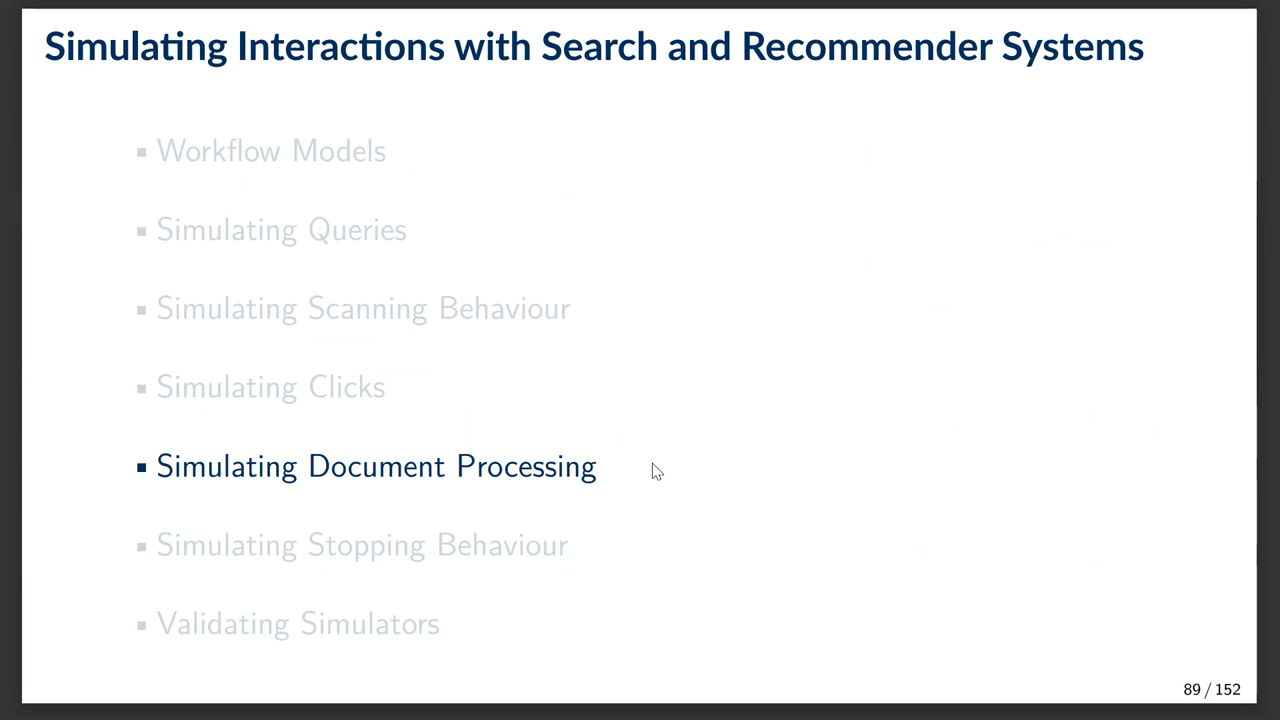 Simulating Interactions with Search and Recommender Systems
Workflow Models
Simulating Queries
Simulating Scanning Behaviour
Simulating Clicks
Simulating Document Processing
Simulating Stopping Behaviour
Validating Simulators
89 / 152